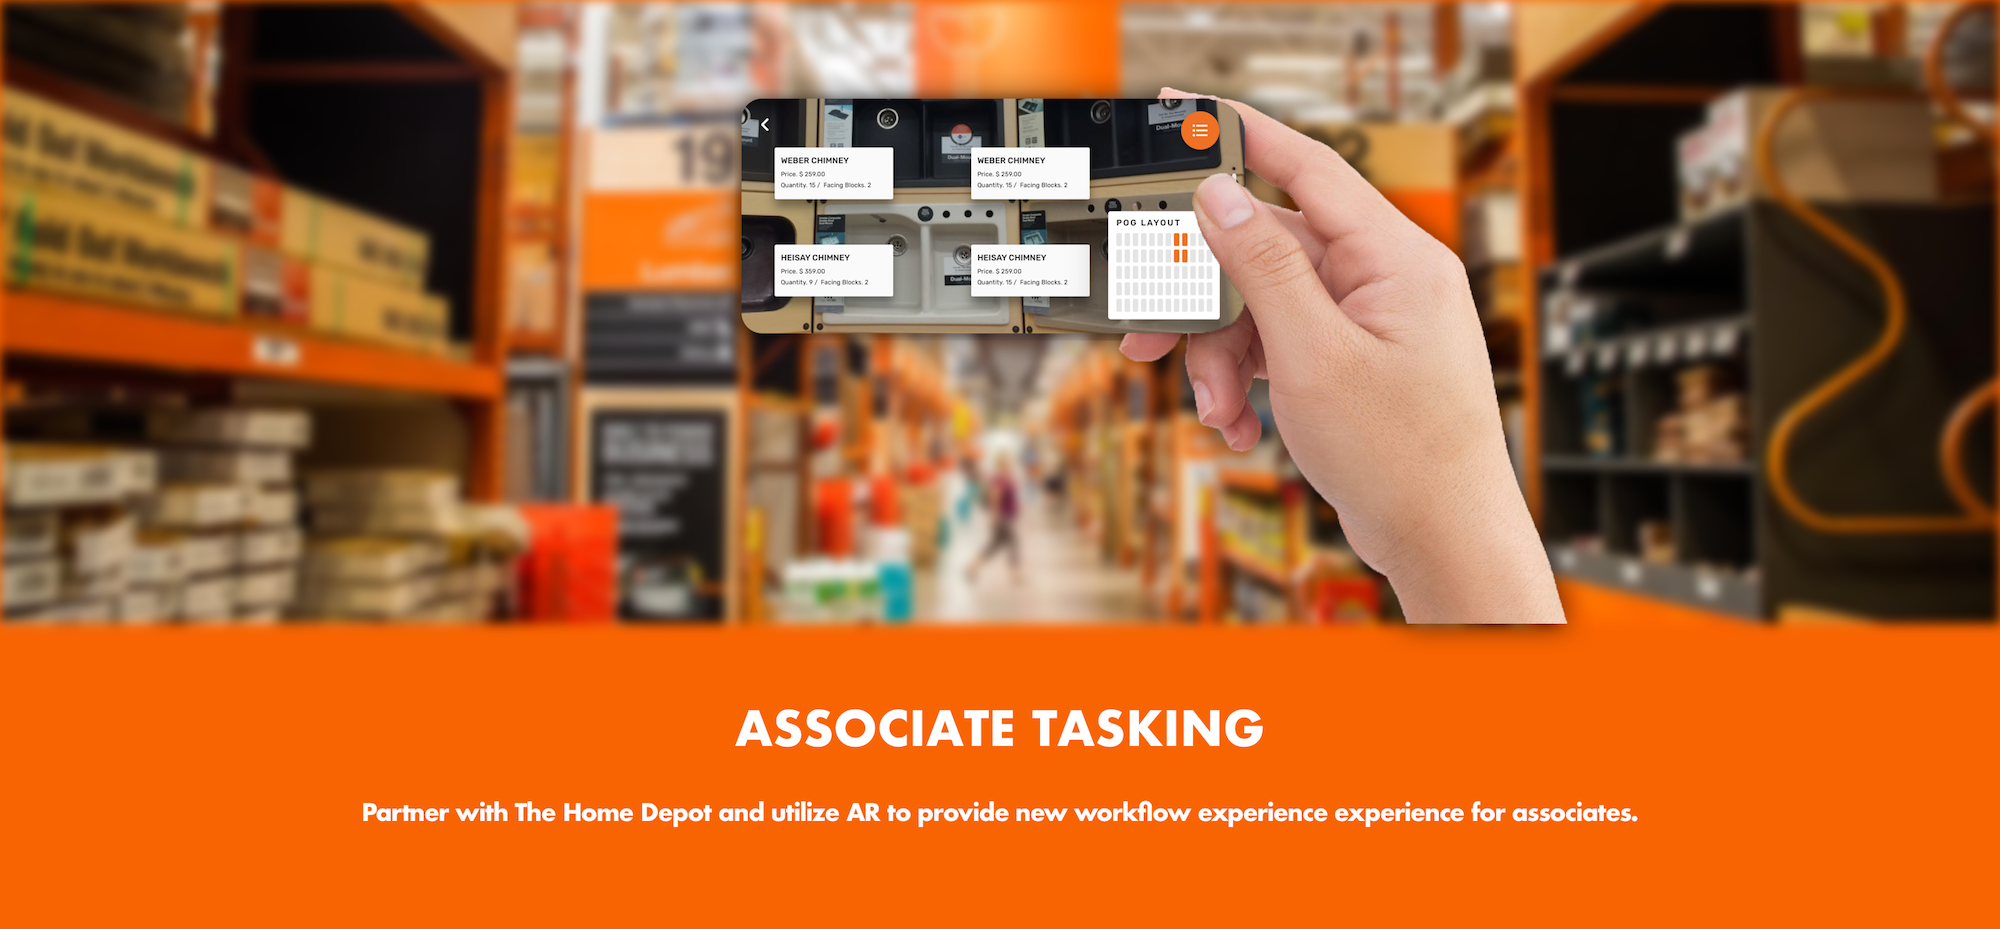 19
WEBER CHIMNEY
Price. $ 259.00
Quantity. 15 / Facing Blocks. 2
WEBER CHIMNEY
Price. $ 259.00
Quantity. 15 / Facing Blocks. 2
HEISAY CHIMNEY
Price. $ 359.00
Quantity. 9 / Facing Blocks. 2
HEISAY CHIMNEY
Price. $ 259.00
Quantity. 15 / Facing Blocks. 2
POG LAYOUT
ASSOCIATE TASKING
Partner with The Home Depot and utilize AR to provide new workflow experience experience for associates.